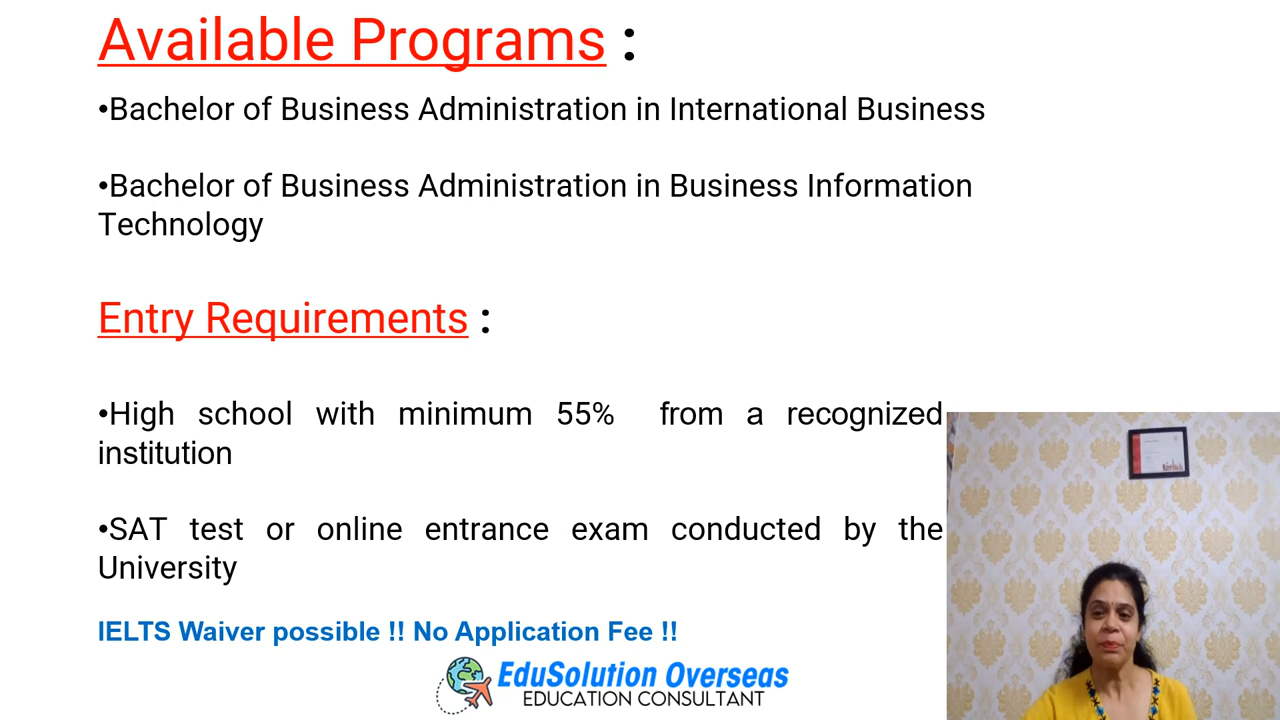 Available Programs :
•Bachelor of Business Administration in International Business
•Bachelor of Business Administration in Business Information
Technology
Entry Requirements :
•High school with minimum 55% from a recognized
institution
•SAT test or online entrance exam conducted by the
University
IELTS Waiver possible !! No Application Fee !!
EduSolution Overseas
EDUCATION CONSULTANT